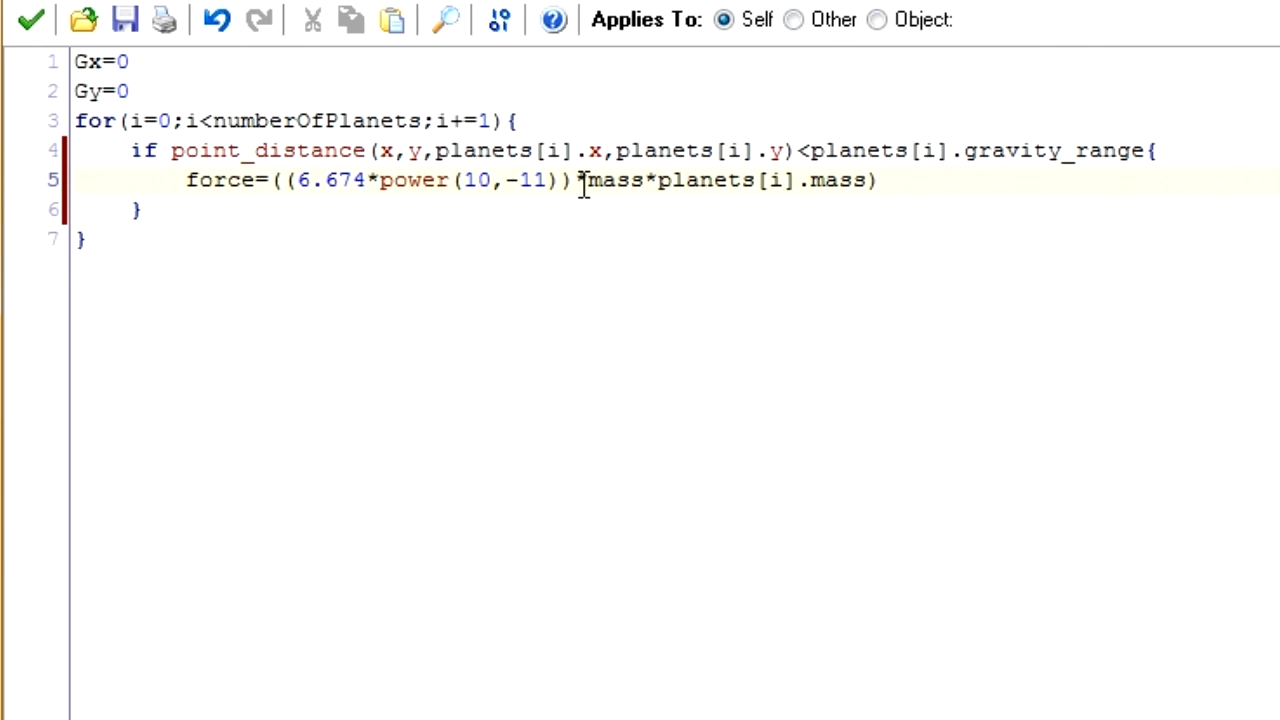 Applies To: Self Other Object:
1 Gx=0
2 Gy=0
3 for(i=0;i<numberOfPlanets;i+=1){
4 if point_distance(x,y,planets[i].x,planets[i].y)<planets[i].gravity_range{
5 force=((6.674*power(10,-11))*mass*planets[i].mass)
6 }
7 }